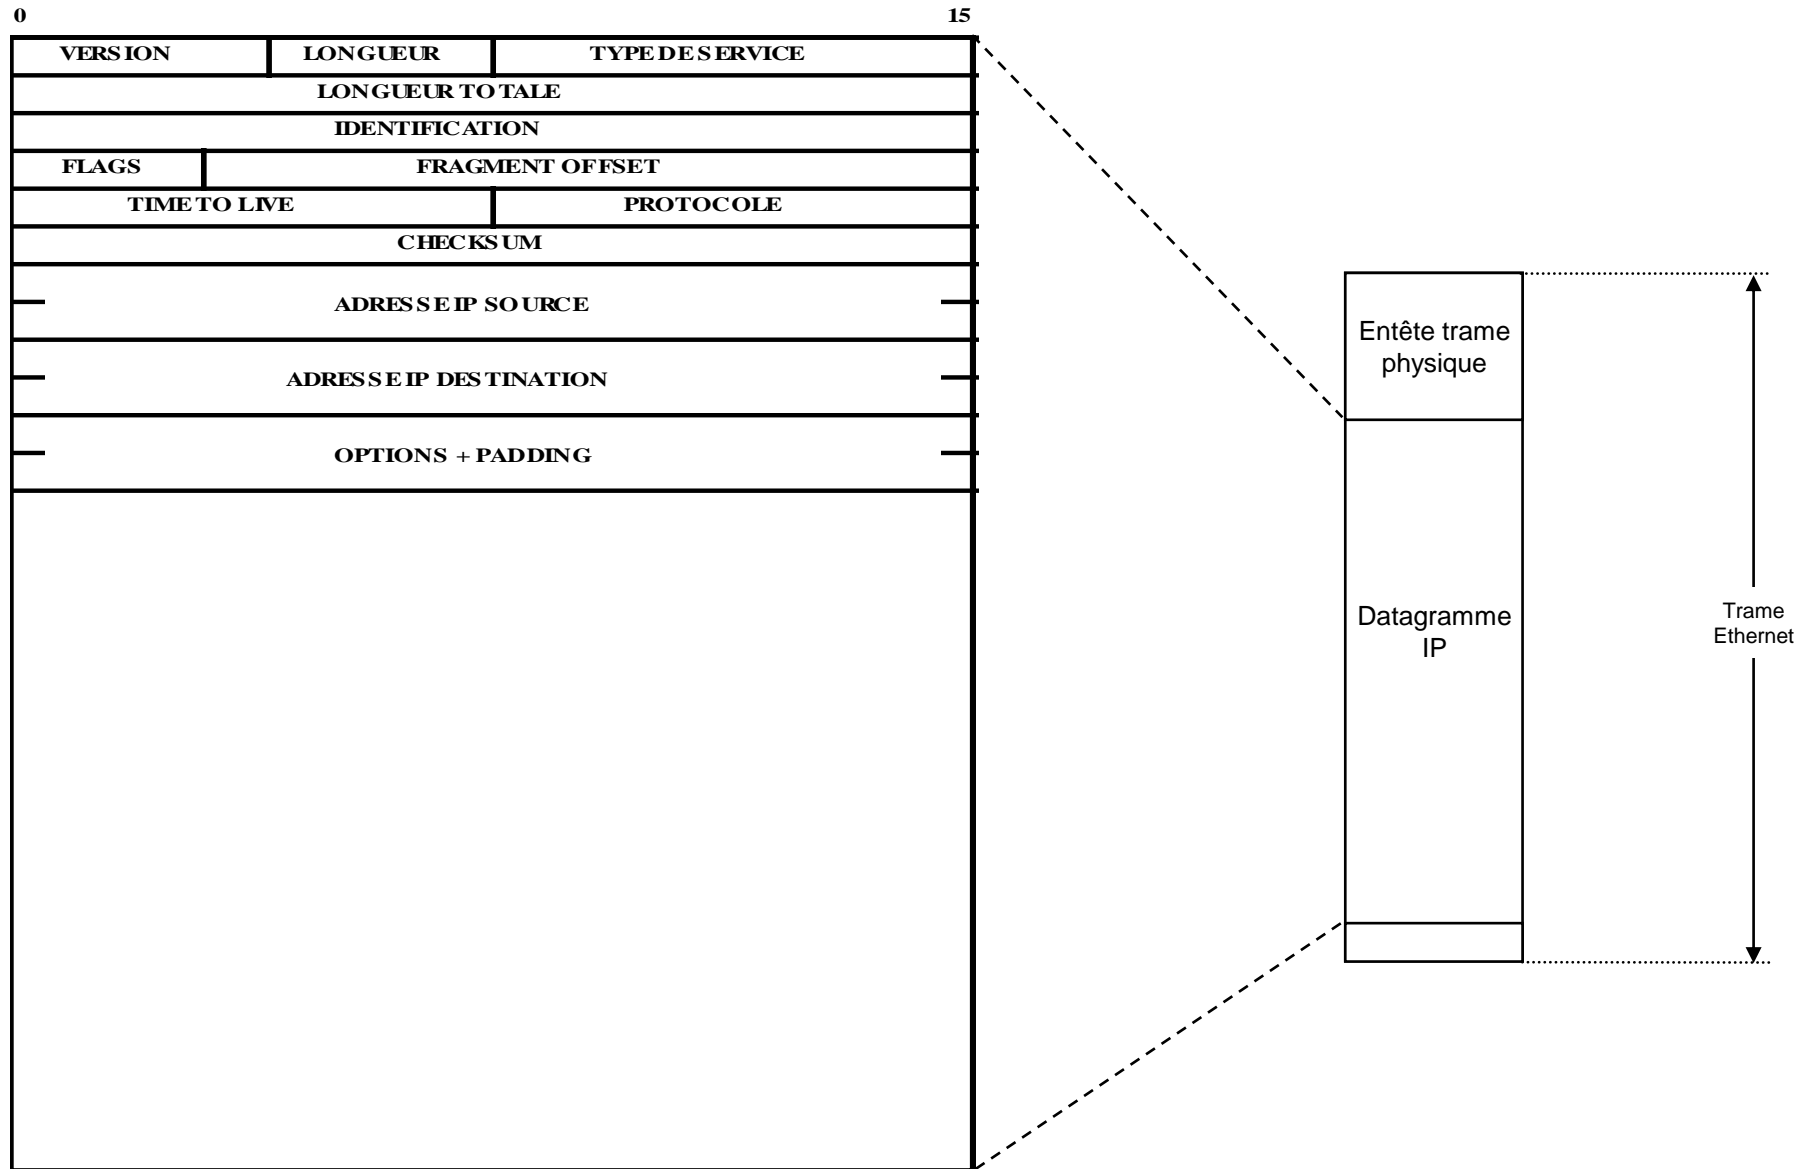 0 15
VERSION LONGUEUR TYPE DE SERVICE
LONGUEUR TOTALE
IDENTIFICATION
FLAGS FRAGMENT OFFSET
TIME TO LIVE PROTOCOLE
CHECKSUM
ADRESSE IP SOURCE
ADRESSE IP DESTINATION
OPTIONS + PADDING
Entête trame
physique
Datagramme
IP
Trame
Ethernet